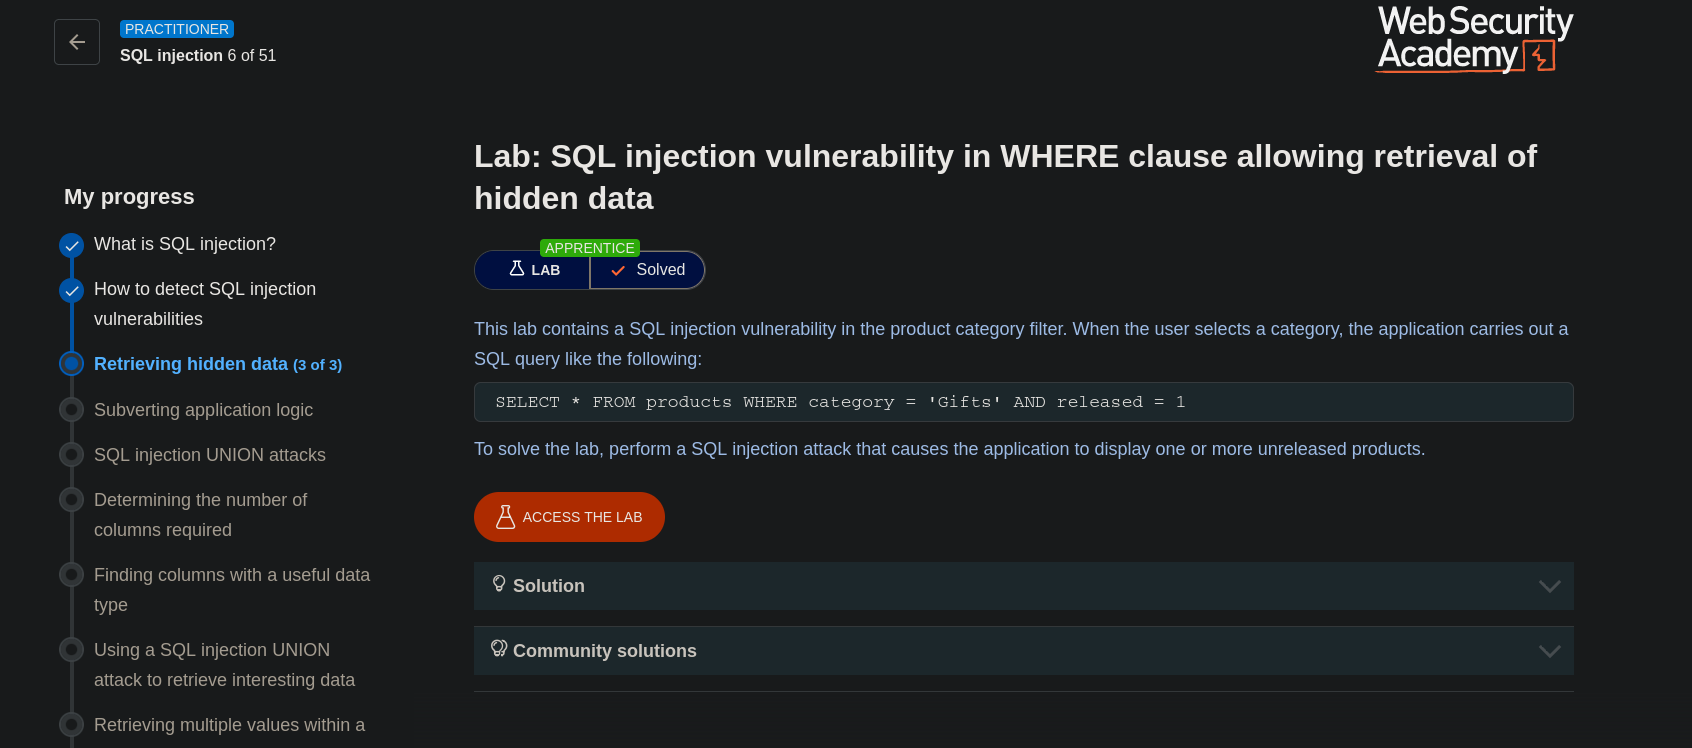 PRACTITIONER
SQL injection 6 of 51
WebSecurity
Academy
My progress
What is SQL injection?
How to detect SQL injection
vulnerabilities
Retrieving hidden data (3 of 3)
Subverting application logic
SQL injection UNION attacks
Determining the number of
columns required
Finding columns with a useful data
type
Using a SQL injection UNION
attack to retrieve interesting data
Retrieving multiple values within a
Lab: SQL injection vulnerability in WHERE clause allowing retrieval of
hidden data
APPRENTICE
LAB Solved
This lab contains a SQL injection vulnerability in the product category filter. When the user selects a category, the application carries out a
SQL query like the following:
SELECT * FROM products WHERE category = 'Gifts' AND released = 1
To solve the lab, perform a SQL injection attack that causes the application to display one or more unreleased products.
ACCESS THE LAB
Solution
Community solutions